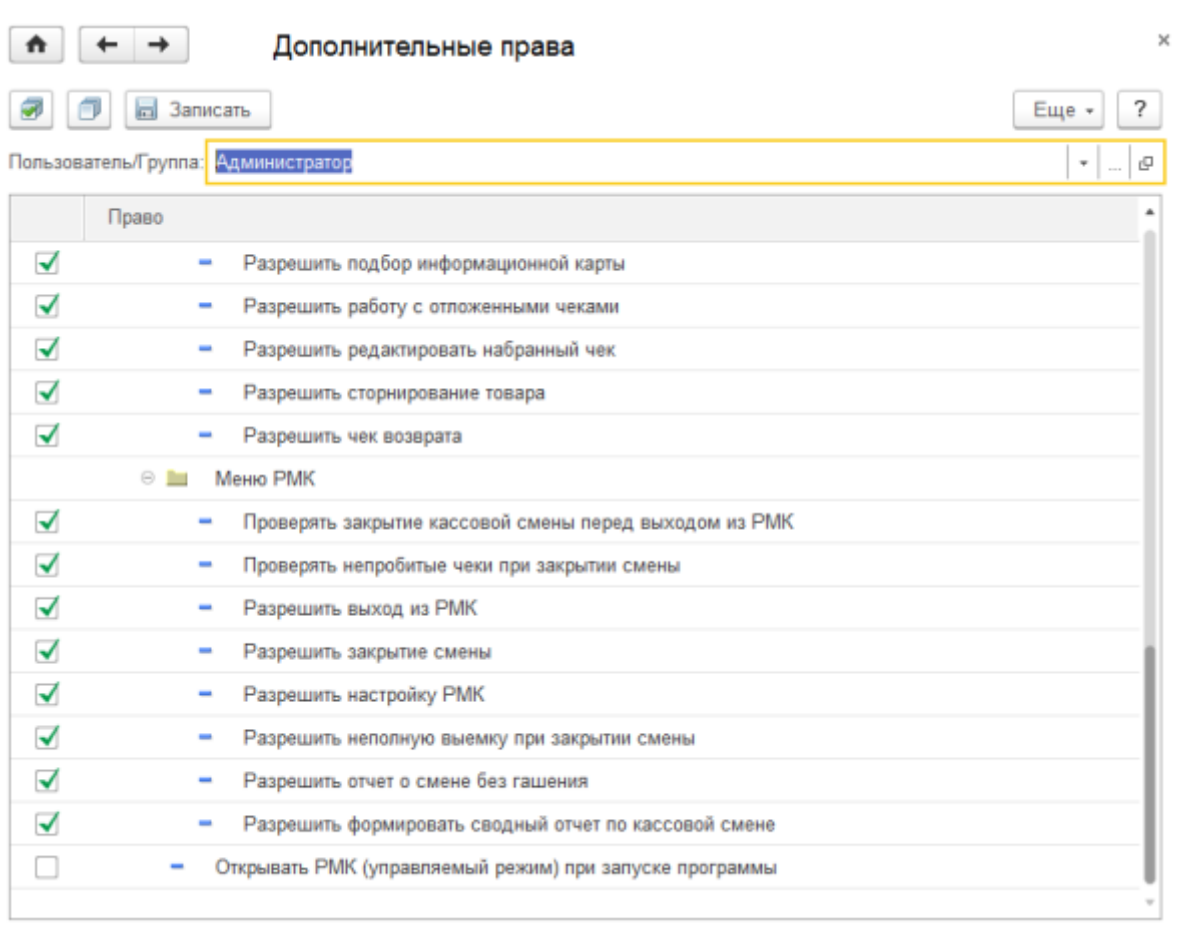 Дополнительные права
×
Записать
Еще
?
Пользователь/Группа: Администратор
...
Право
Разрешить подбор информационной карты
Разрешить работу с отложенными чеками
Разрешить редактировать набранный чек
Разрешить сторнирование товара
Разрешить чек возврата
Меню РМК
Проверять закрытие кассовой смены перед выходом из РМК
Проверять непробитые чеки при закрытии смены
Разрешить выход из РМК
Разрешить закрытие смены
Разрешить настройку РМК
Разрешить неполную выемку при закрытии смены
Разрешить отчет о смене без гашения
Разрешить формировать сводный отчет по кассовой смене
Открывать РМК (управляемый режим) при запуске программы